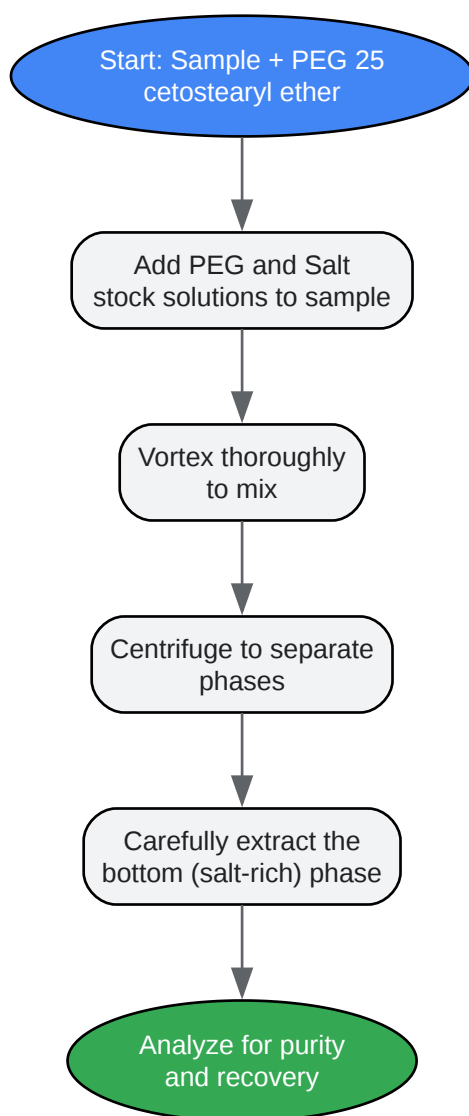 Start: Sample + PEG 25
cetostearyl ether
Add PEG and Salt
stock solutions to sample
Vortex thoroughly
to mix
Centrifuge to separate
phases
Carefully extract the
bottom (salt-rich) phase
Analyze for purity
and recovery